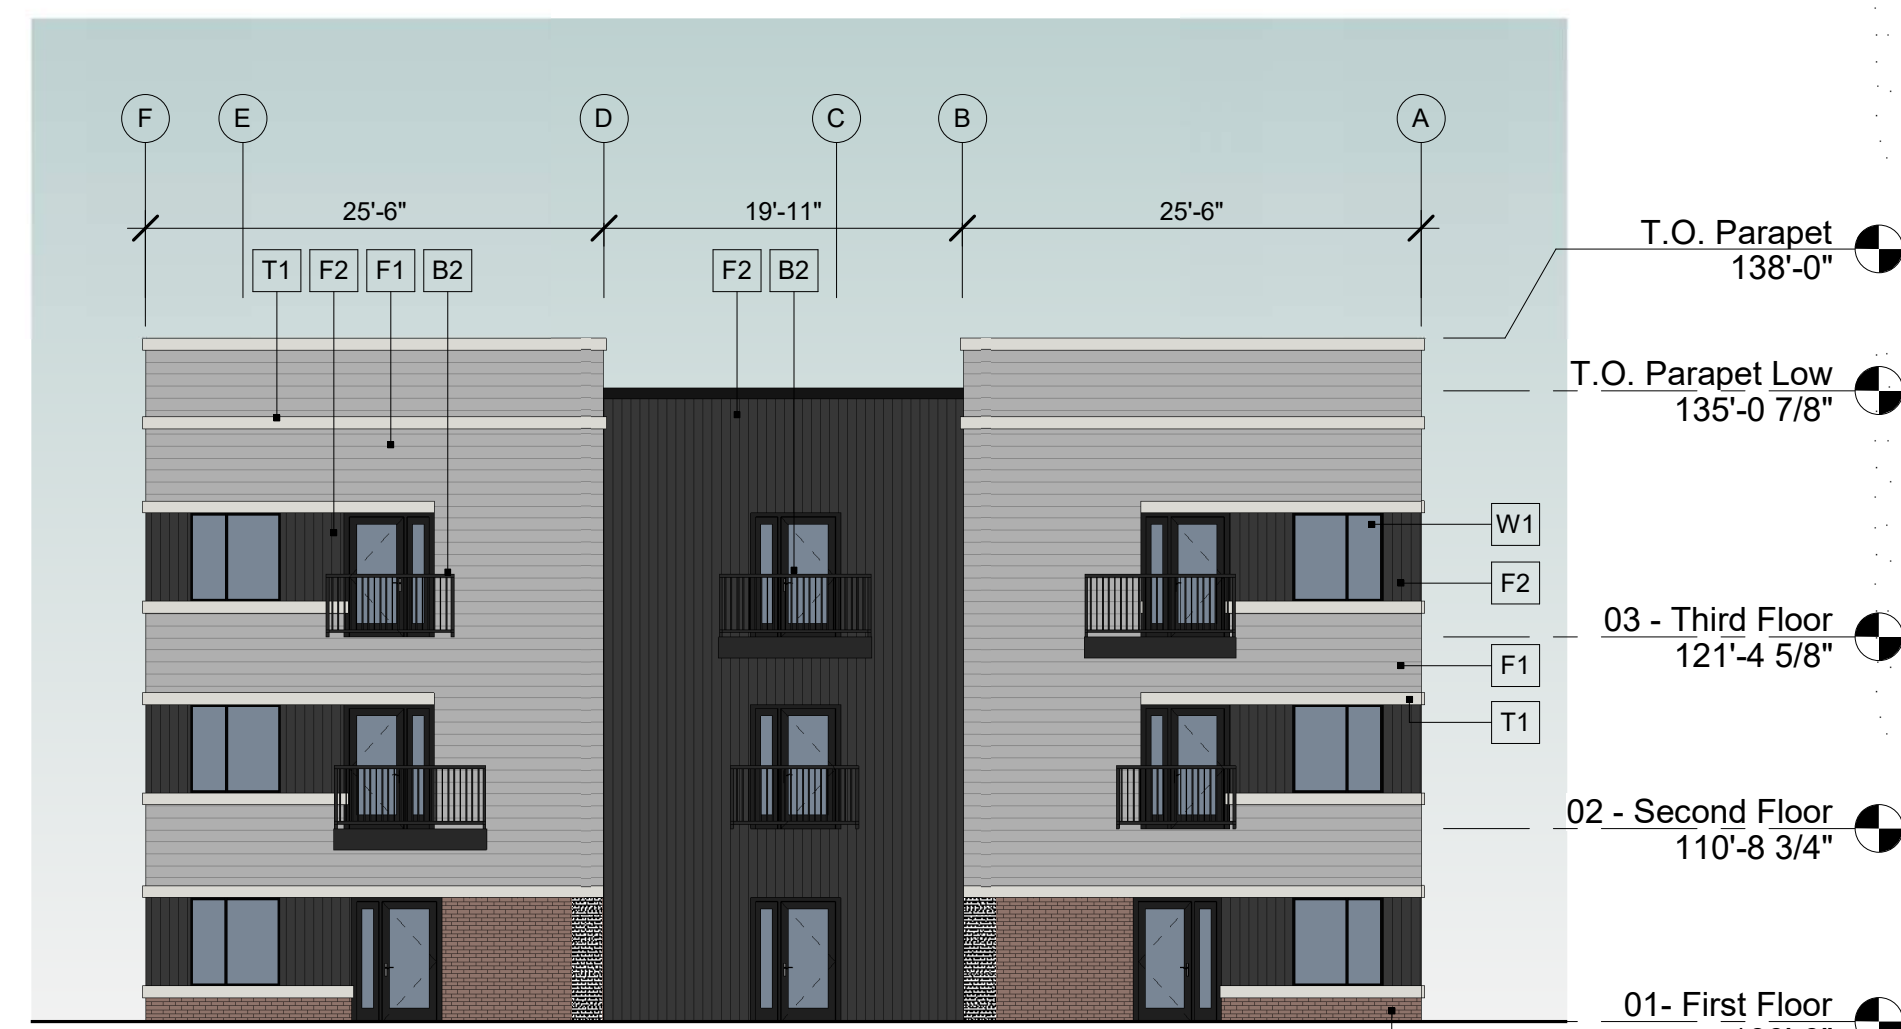 F E D C B A
25'-6" 19'-11" 25'-6"
T.O. Parapet
138'-0"
T1 F2 F1 B2 F2 B2
T.O. Parapet Low
135'-0 7/8"
W1
F2
03 - Third Floor
121'-4 5/8"
F1
T1
02 - Second Floor
110'-8 3/4"
01- First Floor